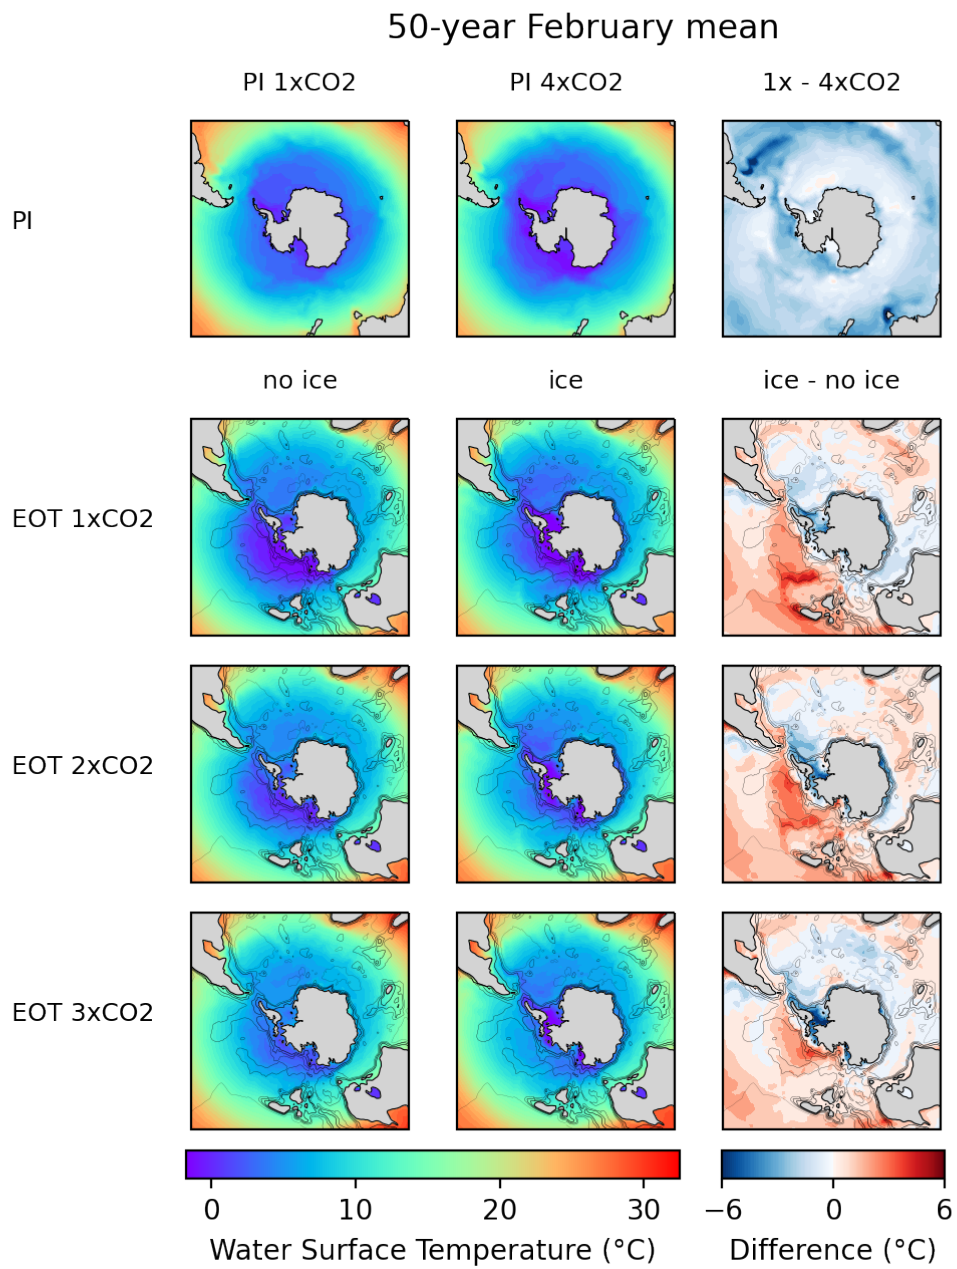 50-year February mean
PI 1xCO2 PI 4xCO2 1x - 4xCO2
PI
no ice ice ice - no ice
EOT 1xCO2
EOT 2xCO2
EOT 3xCO2
0 10 20 30 −6 0 6
Water Surface Temperature (°C) Difference (°C)